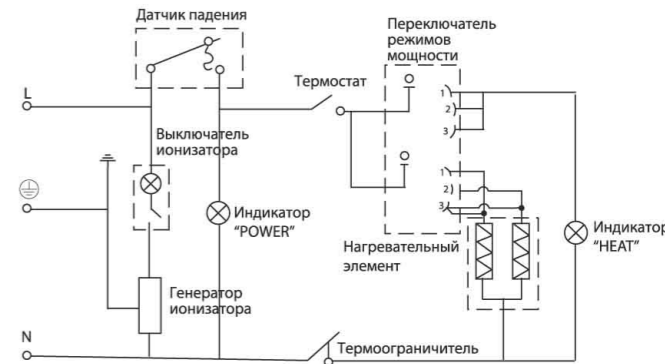 Датчик падения
Переключатель
режимов
мощности
L
Термостат
1
2
3
Выключатель
ионизатора
1
2
3
Индикатор
“POWER”
Нагревательный
элемент
Индикатор
“HEAT”
Генератор
ионизатора
N
Термоограничитель